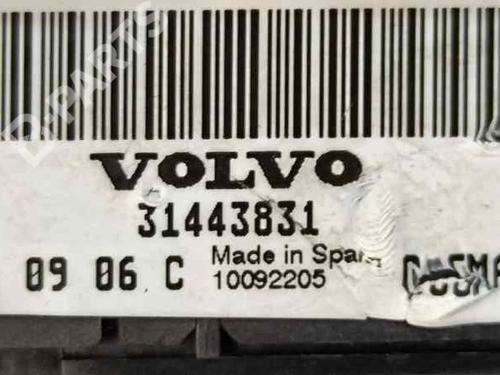 B-PARTS
VOLVO
31443831
09 06 C
Made in Spain
10092205